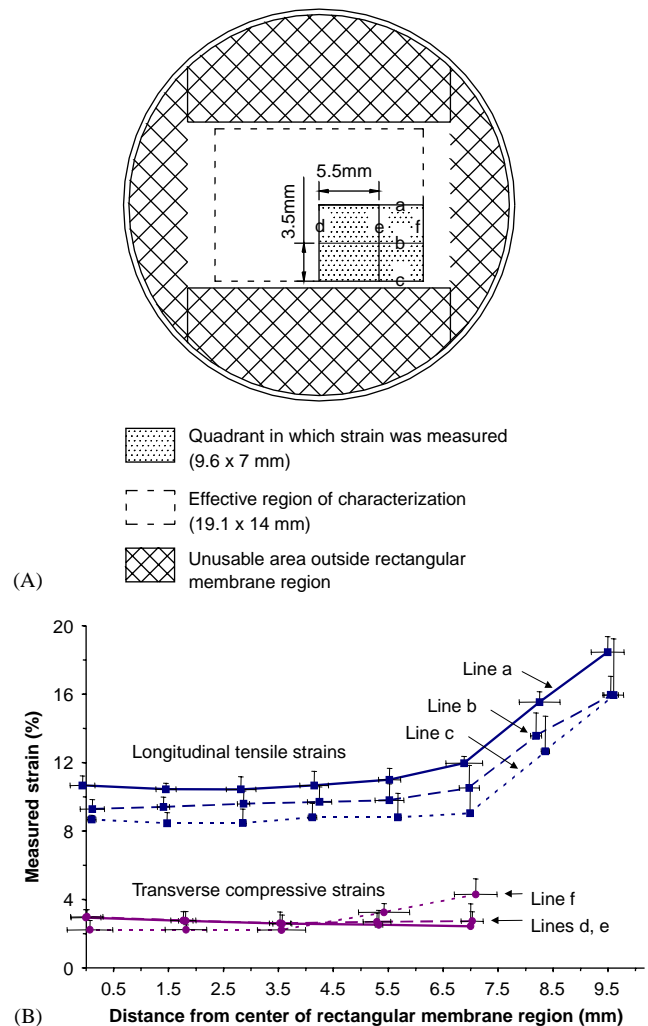 5.5mm
3.5mm
a
d
e
f
b
c
Quadrant in which strain was measured
(9.6 x 7 mm)
Effective region of characterization
(19.1 x 14 mm)
Unusable area outside rectangular
membrane region
(A)
20
16
12
8
4
0
Measured strain (%)
Line a
Line b
Line c
Longitudinal tensile strains
Transverse compressive strains
Line f
Lines d, e
0.5 1.5 2.5 3.5 4.5 5.5 6.5 7.5 8.5 9.5
Distance from center of rectangular membrane region (mm)
(B)